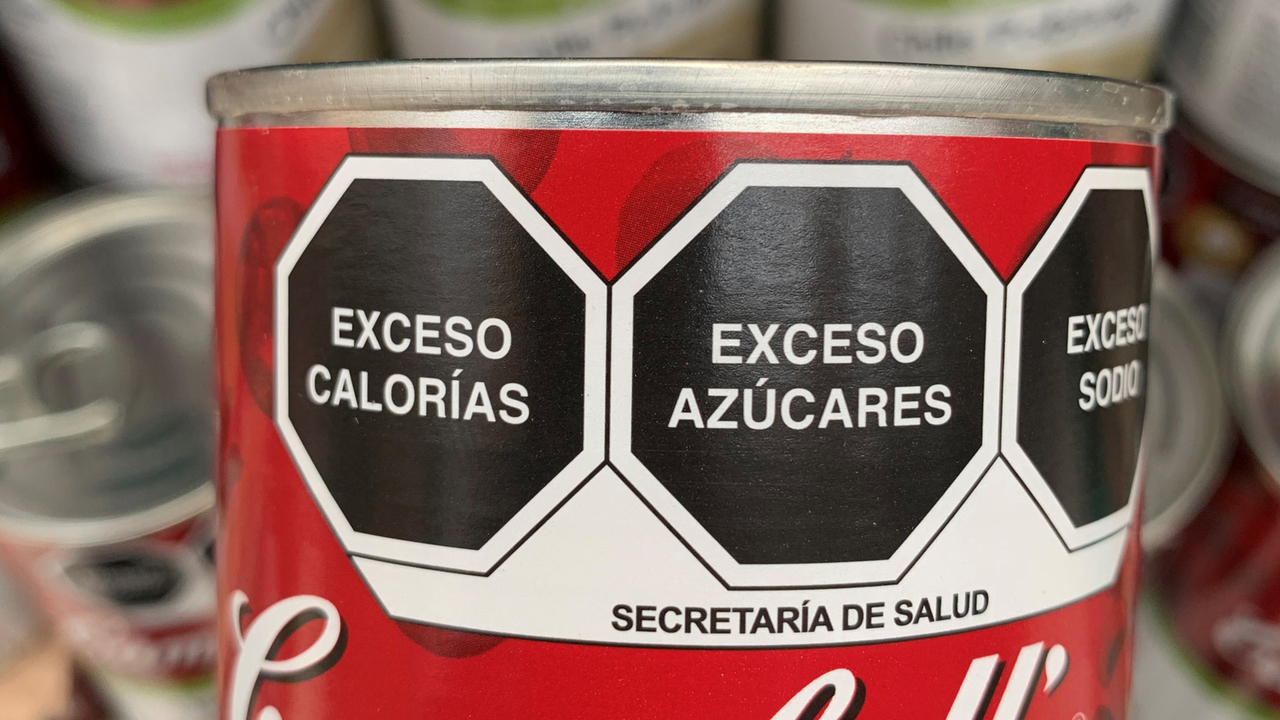 EXCESO
CALORÍAS
EXCESO
AZÚCARES
EXCESO
SODIO
SECRETARÍA DE SALUD